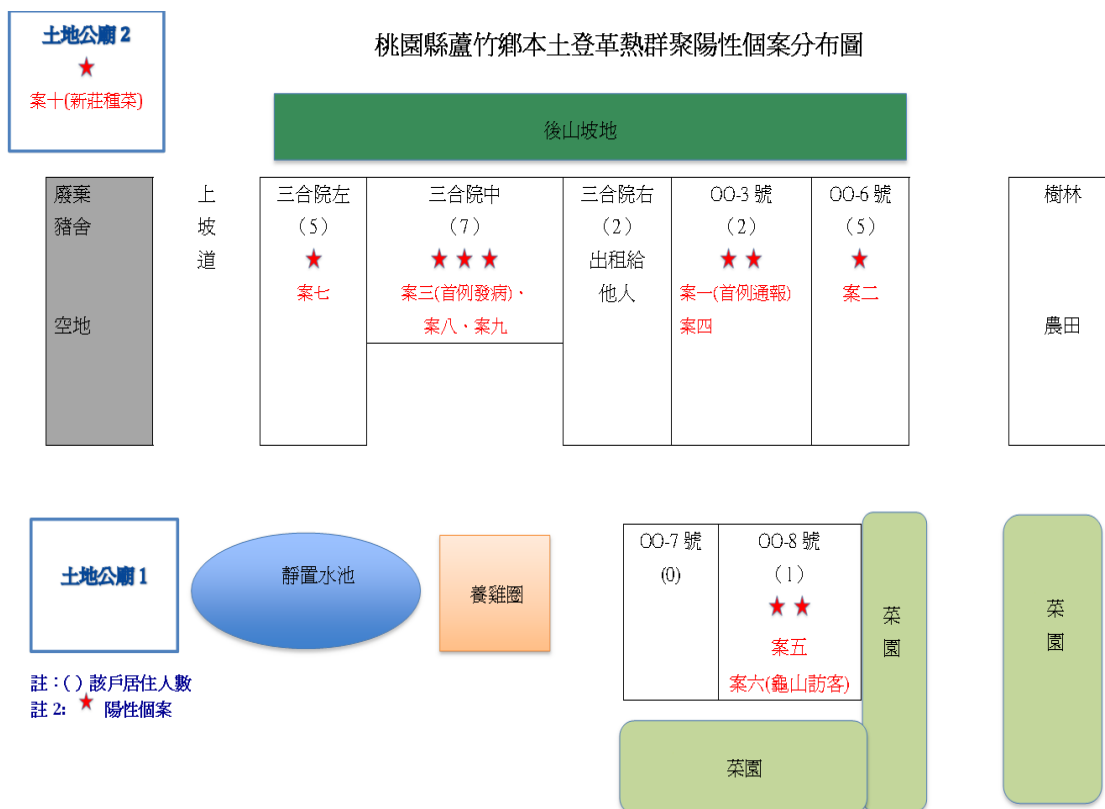 土地公廟 2
案十(新莊種菜)
桃園縣蘆竹鄉本土登革熱群聚陽性個案分布圖
後山坡地
廢棄
豬舍
空地
上
坡
道
三合院左
（5）
案七
三合院中
（7）
案三(首例發病)、
案八、案九
三合院右
（2）
出租給
他人
OO-3 號
（2）
案一(首例通報)
案四
OO-6 號
（5）
案二
樹林
農田
土地公廟 1
靜置水池
養雞圈
OO-7 號
(0)
OO-8 號
（1）
案五
案六(龜山訪客)
菜
園
菜
園
菜園
註：( ) 該戶居住人數
註 2: ★ 陽性個案